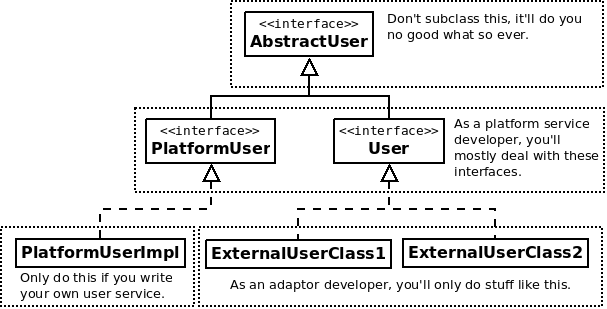 <<interface>>
AbstractUser
Don't subclass this, it'll do you
no good what so ever.
<<interface>>
PlatformUser
<<interface>>
User
As a platform service
developer, you'll
mostly deal with these
interfaces.
PlatformUserImpl
Only do this if you write
your own user service.
ExternalUserClass1
ExternalUserClass2
As an adaptor developer, you'll only do stuff like this.